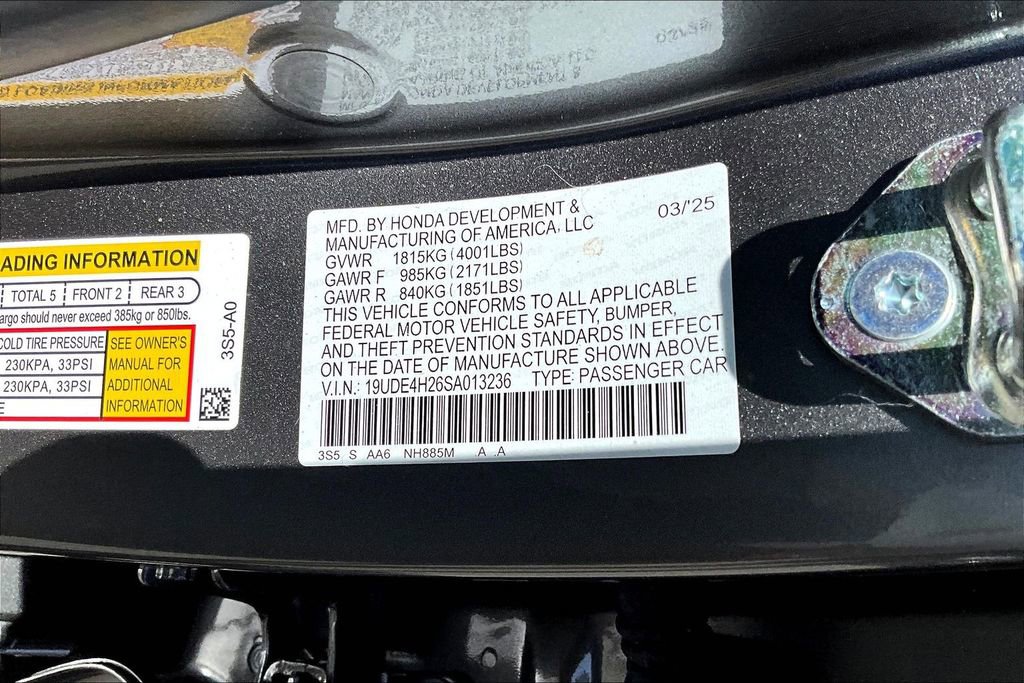 ADING INFORMATION
TOTAL 5 FRONT 2 REAR 3
argo should never exceed 385kg or 850lbs.
COLD TIRE PRESSURE
230KPA, 33PSI
230KPA, 33PSI
E
SEE OWNER'S
MANUAL FOR
ADDITIONAL
INFORMATION
3S5-A0
MFD. BY HONDA DEVELOPMENT & 03/'25
MANUFACTURING OF AMERICA, LLC
GVWR 1815KG (4001LBS)
GAWR F 985KG (2171LBS)
GAWR R 840KG (1851LBS)
THIS VEHICLE CONFORMS TO ALL APPLICABLE
FEDERAL MOTOR VEHICLE SAFETY, BUMPER,
AND THEFT PREVENTION STANDARDS IN EFFECT
ON THE DATE OF MANUFACTURE SHOWN ABOVE.
V.I.N.: 19UDE4H26SA013236 TYPE: PASSENGER CAR
3S5 S AA6 NH885M .A .A